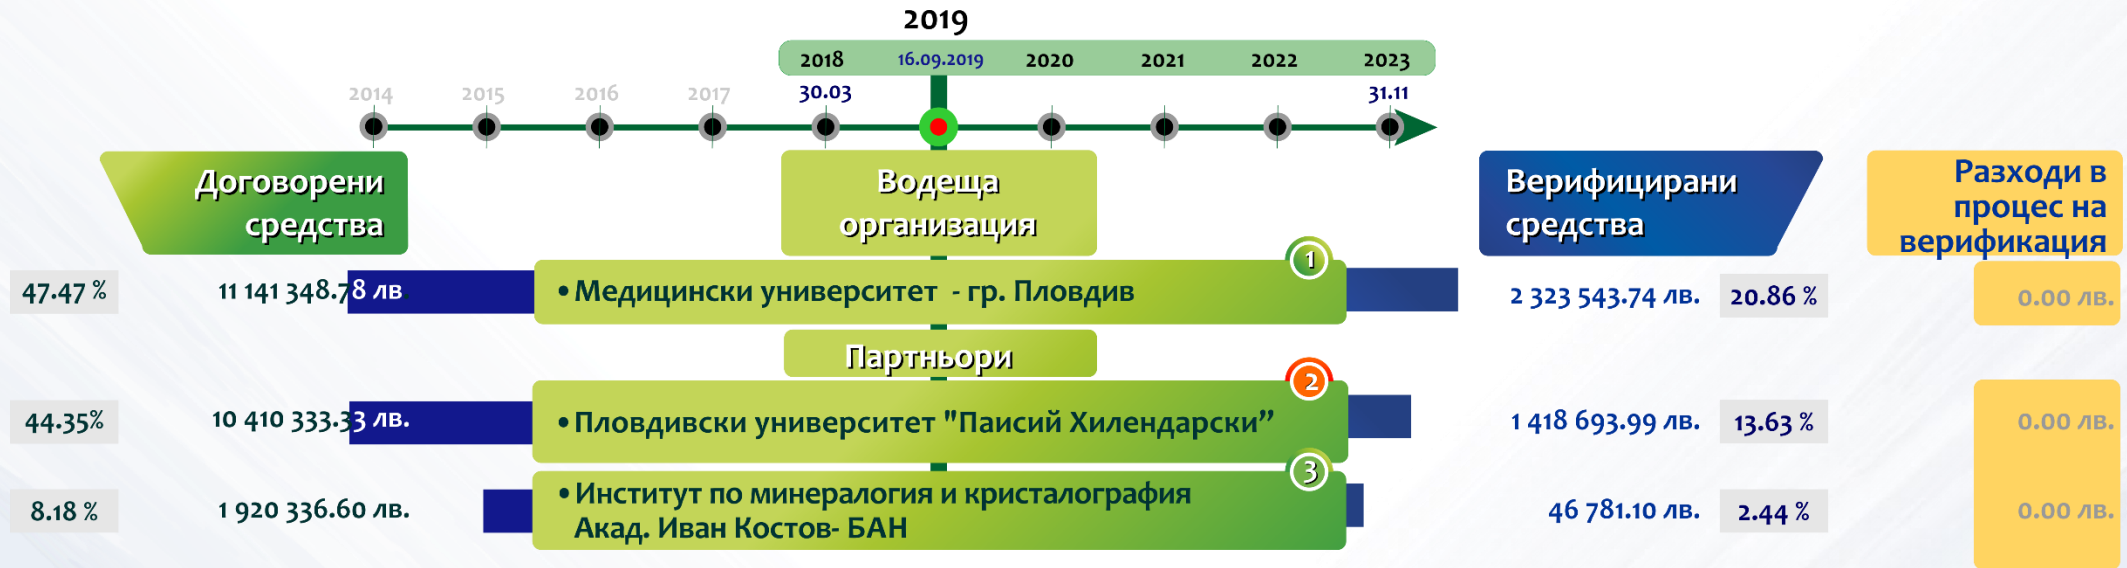 2019
2018 16.09.2019 2020 2021 2022 2023
2014 2015 2016 2017 30.03 31.11
Договорени
средства
Водеща
организация
Верифицирани
средства
Разходи в
процес на
верификация
1
47.47 % 11 141 348.78 лв. •Медицински университет - гр. Пловдив 2 323 543.74 лв. 20.86 % 0.00 лв.
Партньори
2
44.35% 10 410 333.33 лв. •Пловдивски университет "Паисий Хилендарски” 1 418 693.99 лв. 13.63 % 0.00 лв.
3
•Институт по минералогия и кристалография
8.18 % 1 920 336.60 лв. 46 781.10 лв. 2.44 % 0.00 лв.
Акад. Иван Костов- БАН